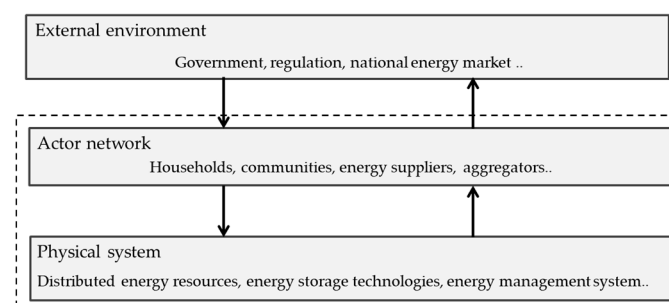 External environment
Government, regulation, national energy market ..
Actor network
Households, communities, energy suppliers, aggregators..
Physical system
Distributed energy resources, energy storage technologies, energy management system..